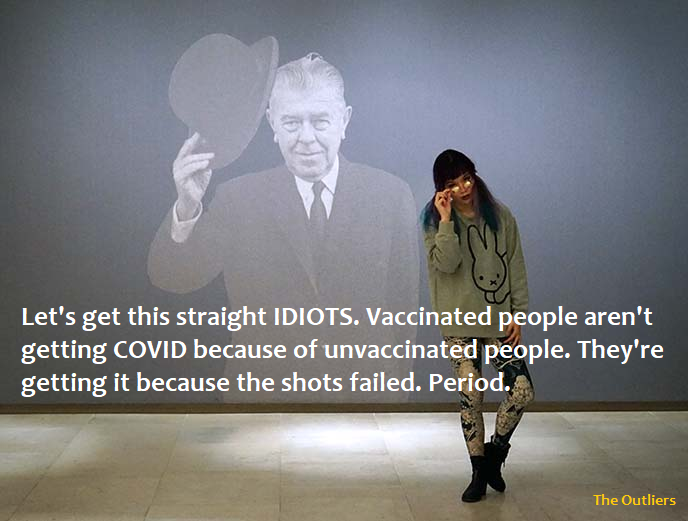 Let's get this straight IDIOTS. Vaccinated people aren't
getting COVID because of unvaccinated people. They're
getting it because the shots failed. Period.
The Outliers